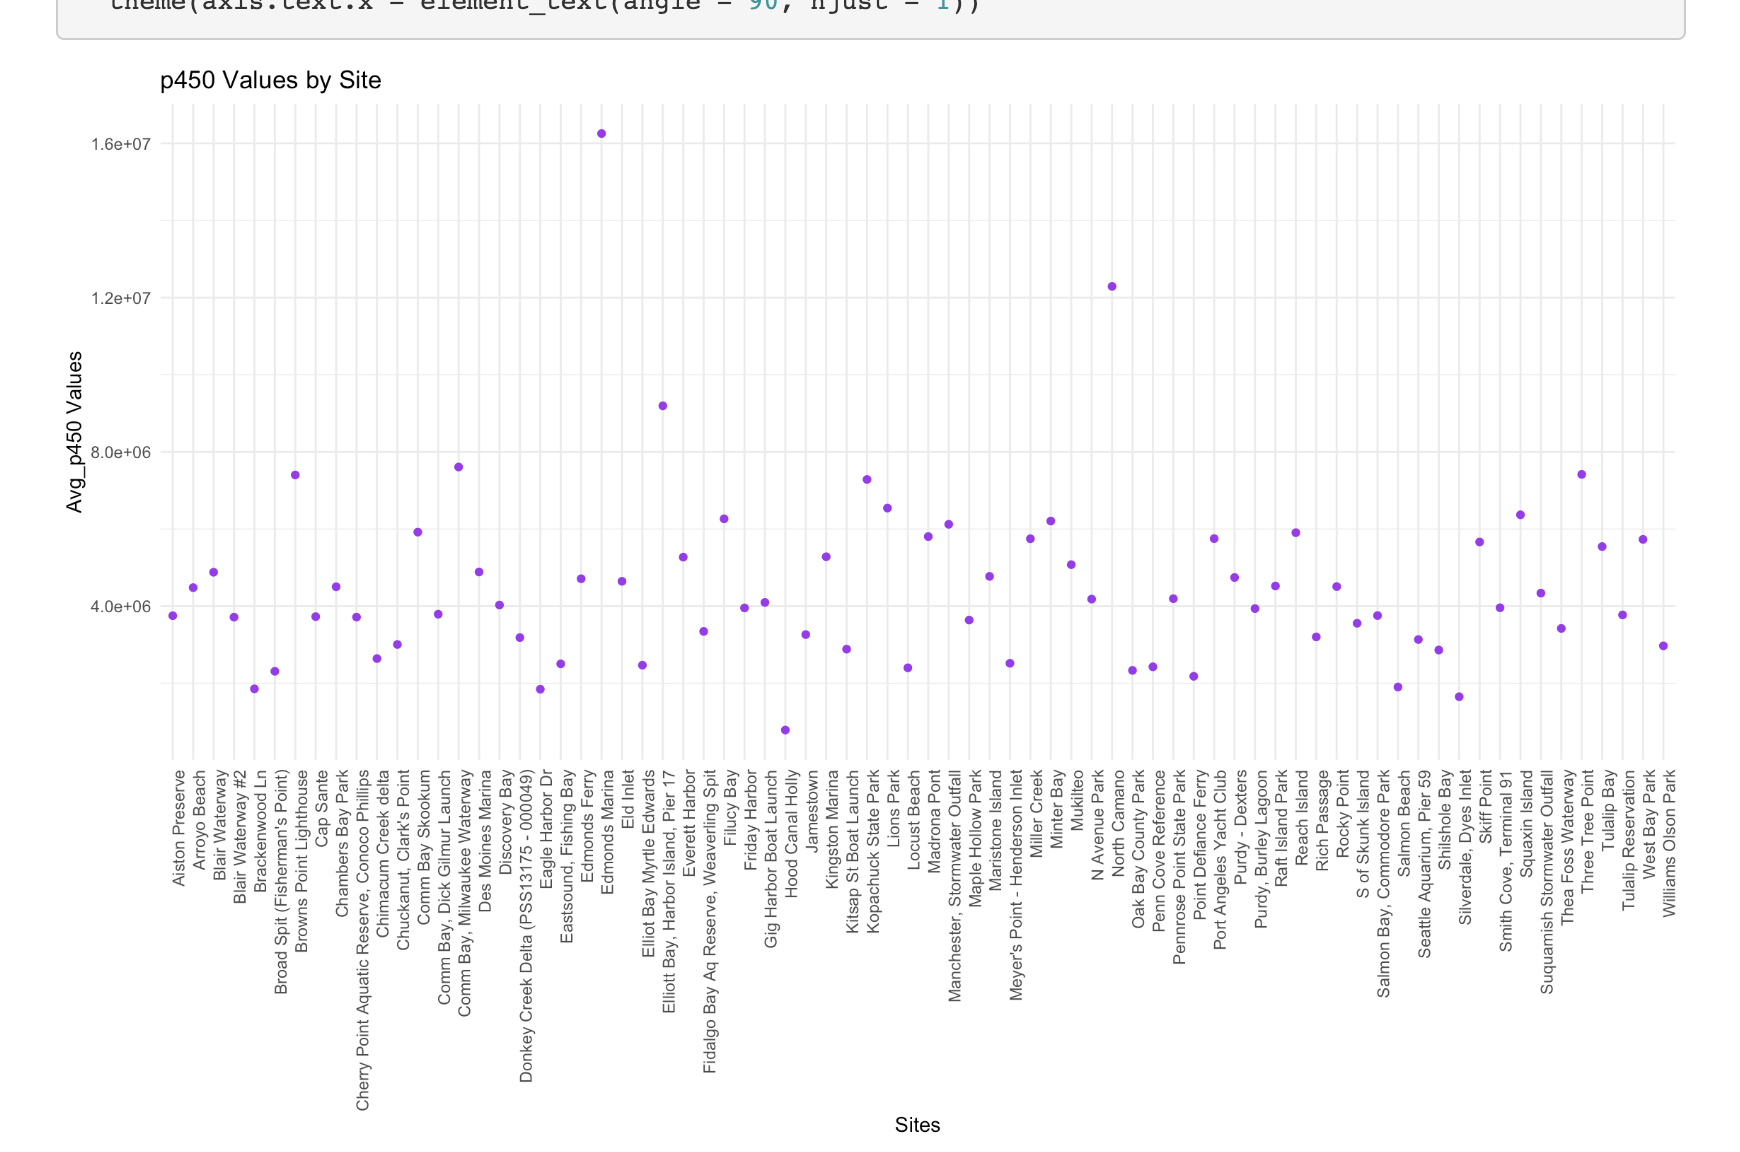 theme(axis.text.x = element_text(angle = 90, hjust = 1))
p450 Values by Site
1.6e+07
1.2e+07
8.0e+06
4.0e+06
Avg_p450 Values
Aiston Preserve
Arroyo Beach
Blair Waterway
Blair Waterway #2
Brackenwood Ln
Broad Spit (Fisherman's Point)
Browns Point Lighthouse
Cap Sante
Chambers Bay Park
Cherry Point Aquatic Reserve, Conoco Phillips
Chimacum Creek delta
Chuckanut, Clark's Point
Comm Bay Skookum
Comm Bay, Dick Gilmur Launch
Comm Bay, Milwaukee Waterway
Des Moines Marina
Discovery Bay
Donkey Creek Delta (PSS13175 - 000049)
Eagle Harbor Dr
Eastsound, Fishing Bay
Edmonds Ferry
Edmonds Marina
Eld Inlet
Elliot Bay Myrtle Edwards
Elliott Bay, Harbor Island, Pier 17
Everett Harbor
Fidalgo Bay Aq Reserve, Weaverling Spit
Filucy Bay
Friday Harbor
Gig Harbor Boat Launch
Hood Canal Holly
Jamestown
Kingston Marina
Kitsap St Boat Launch
Kopachuck State Park
Lions Park
Locust Beach
Madrona Pont
Manchester, Stormwater Outfall
Maple Hollow Park
Marristone Island
Meyer's Point - Henderson Inlet
Miller Creek
Minter Bay
Mukilteo
N Avenue Park
North Camano
Oak Bay County Park
Penn Cove Reference
Pennrose Point State Park
Point Defiance Ferry
Port Angeles Yacht Club
Purdy - Dexters
Purdy, Burley Lagoon
Raft Island Park
Reach Island
Rich Passage
Rocky Point
S of Skunk Island
Salmon Bay, Commodore Park
Salmon Beach
Seattle Aquarium, Pier 59
Shilshole Bay
Silverdale, Dyes Inlet
Skiff Point
Smith Cove, Terminal 91
Squaxin Island
Suquamish Stormwater Outfall
Thea Foss Waterway
Three Tree Point
Tulalip Bay
Tulalip Reservation
West Bay Park
Williams Olson Park
Sites